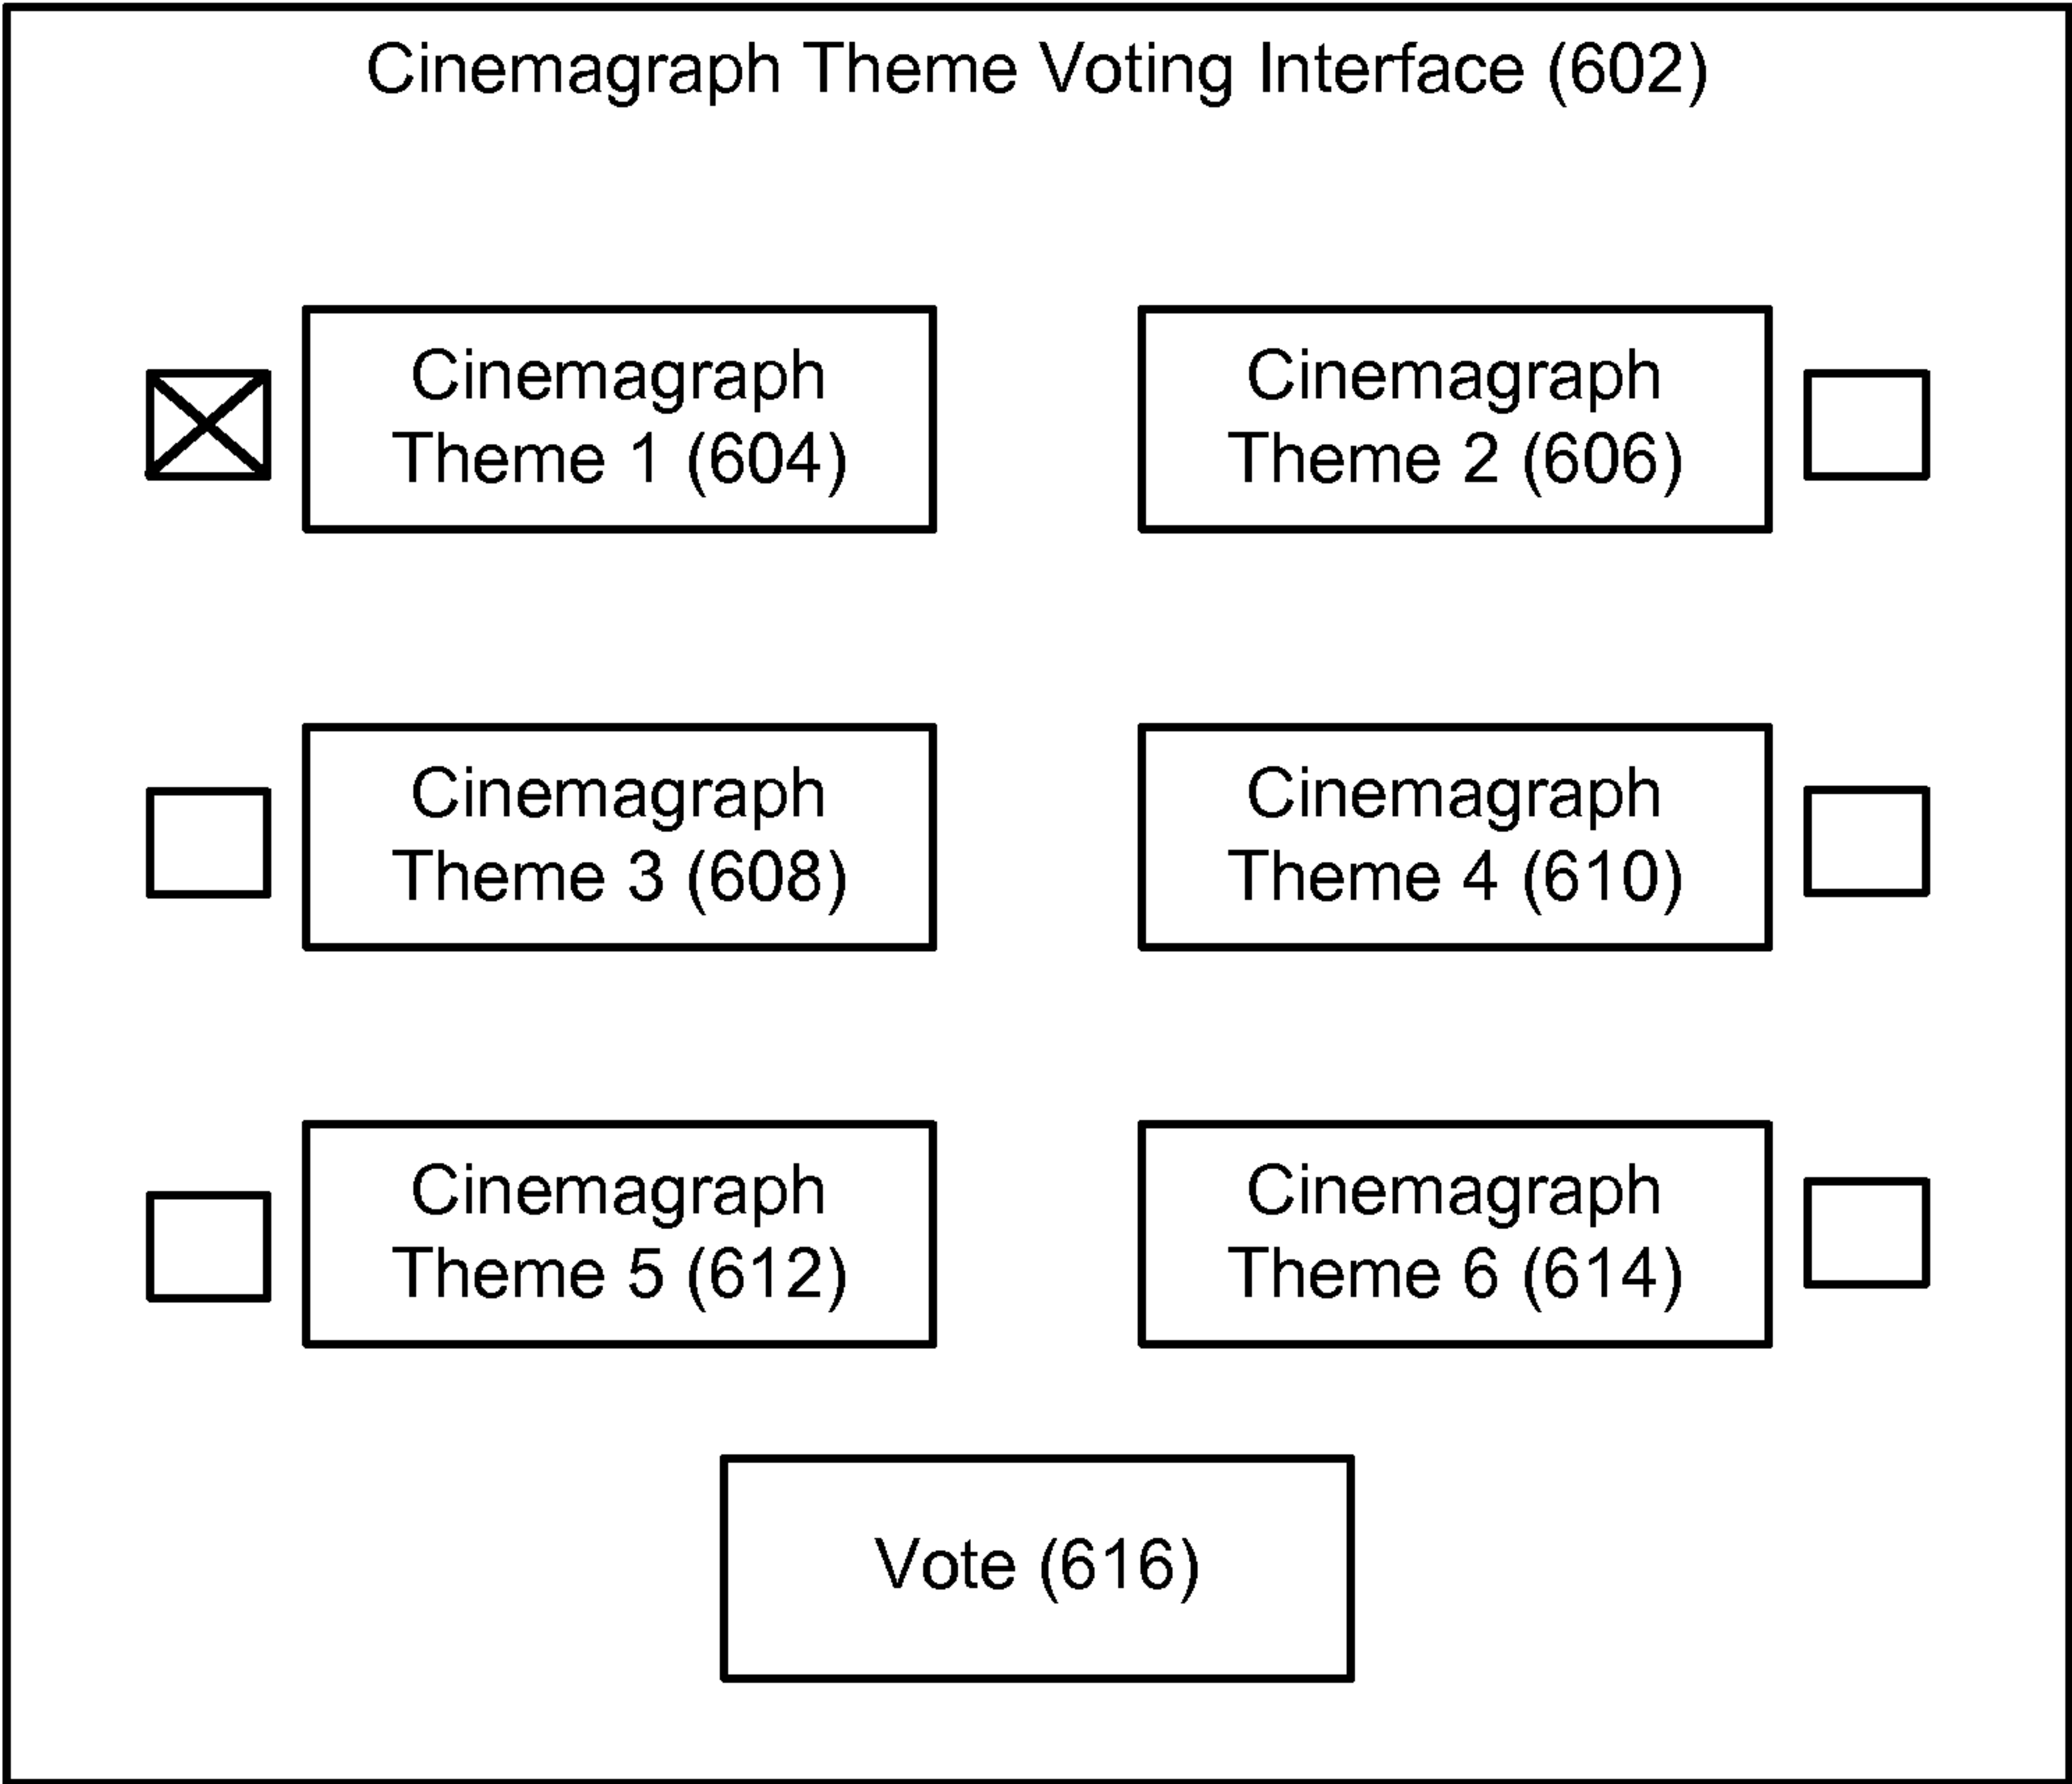 Cinemagraph Theme Voting Interface (602)
Cinemagraph
Theme 1 (604)
Cinemagraph
Theme 2 (606)
Cinemagraph
Theme 3 (608)
Cinemagraph
Theme 4 (610)
Cinemagraph
Theme 5 (612)
Cinemagraph
Theme 6 (614)
Vote (616)